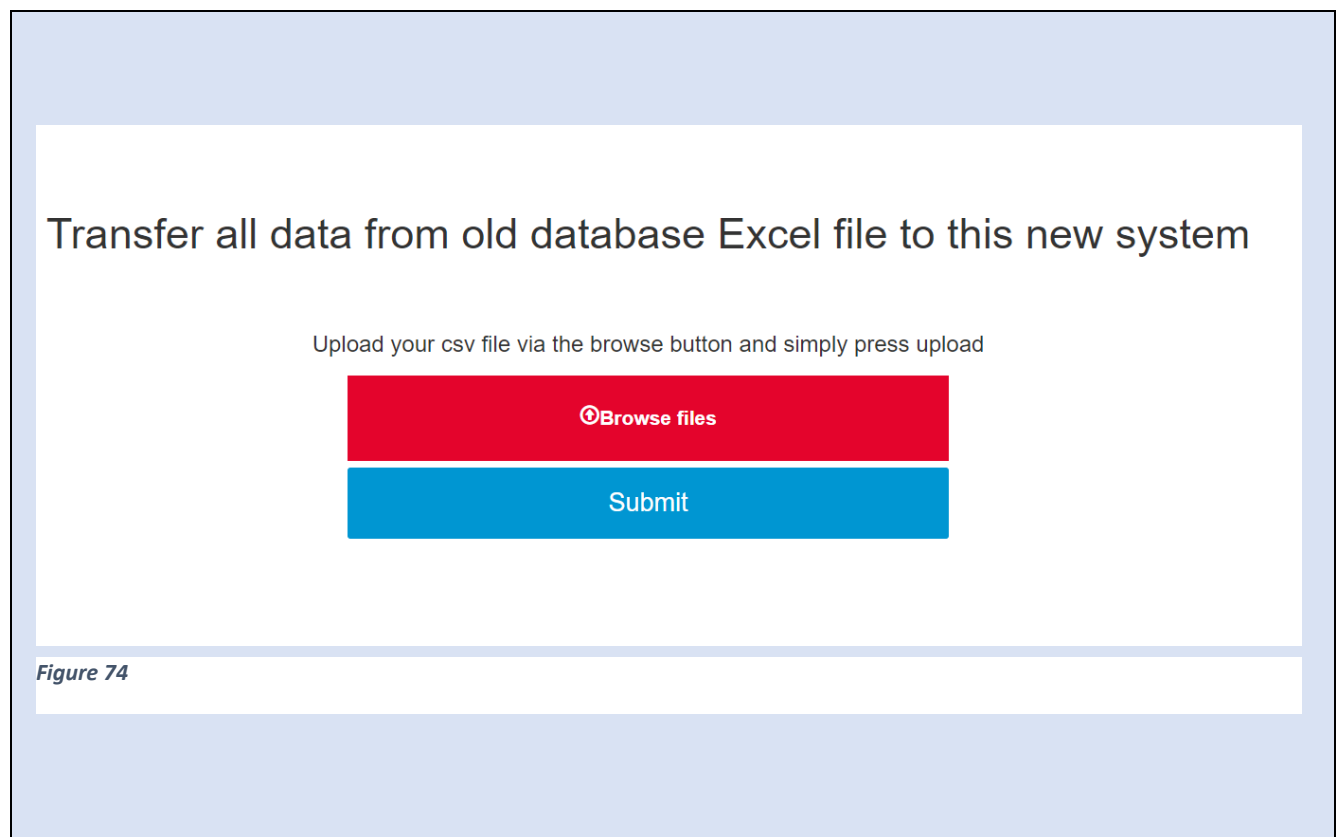 Transfer all data from old database Excel file to this new system
Upload your csv file via the browse button and simply press upload
Browse files
Submit
Figure 74